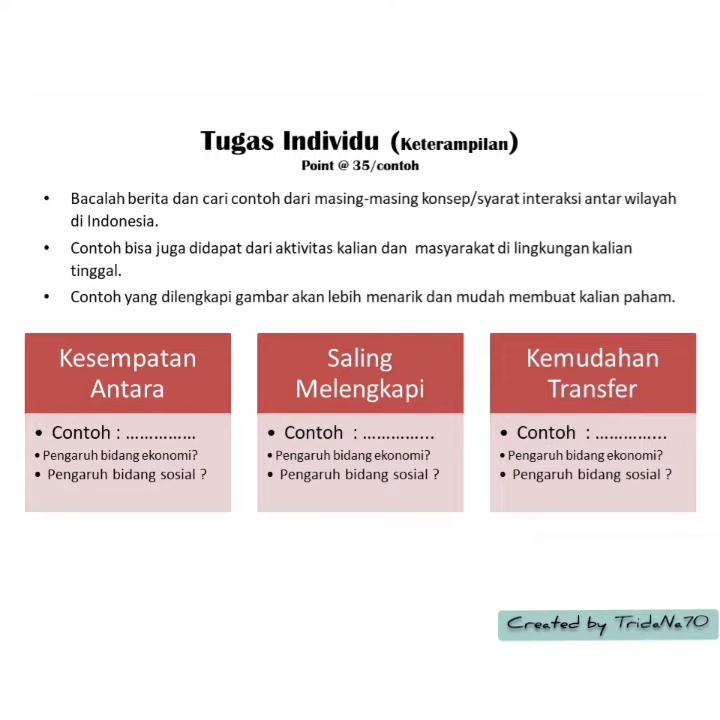 Tugas Individu (Keterampilan)
Point @ 35/contoh
• Bacalah berita dan cari contoh dari masing-masing konsep/syarat interaksi antar wilayah
di Indonesia.
• Contoh bisa juga didapat dari aktivitas kalian dan masyarakat di lingkungan kalian
tinggal.
• Contoh yang dilengkapi gambar akan lebih menarik dan mudah membuat kalian paham.
Kesempatan
Antara
• Contoh : ……………
• Pengaruh bidang ekonomi?
• Pengaruh bidang sosial ?
Saling
Melengkapi
• Contoh : …………...
• Pengaruh bidang ekonomi?
• Pengaruh bidang sosial ?
Kemudahan
Transfer
• Contoh : …………...
• Pengaruh bidang ekonomi?
• Pengaruh bidang sosial ?
Created by TridaNa70